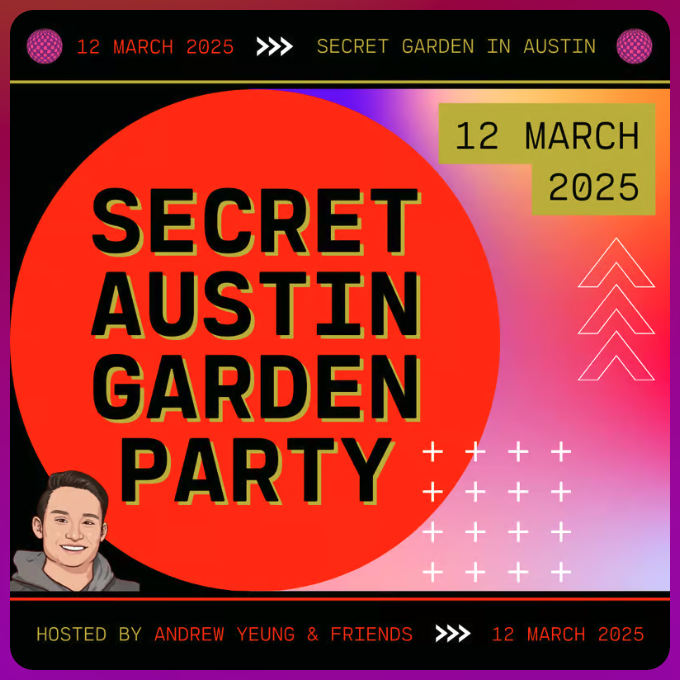 12 MARCH 2025 >>> SECRET GARDEN IN AUSTIN
12 MARCH
2025
SECRET
AUSTIN
GARDEN
PARTY
HOSTED BY ANDREW YEUNG & FRIENDS >>> 12 MARCH 2025